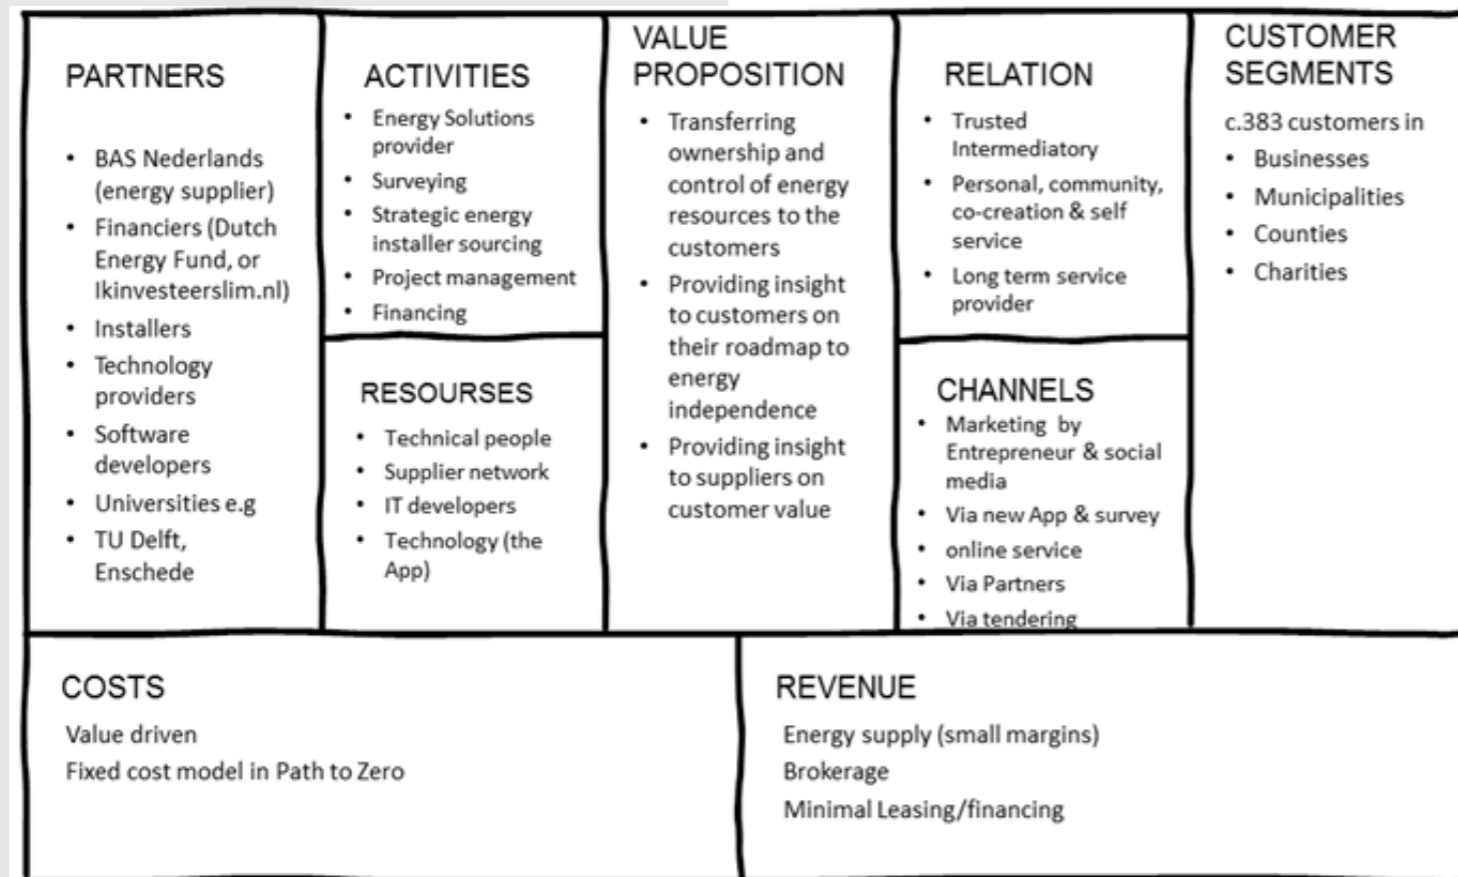 PARTNERS
• BAS Nederlands
(energy supplier)
• Financiers (Dutch
Energy Fund, or
Ikinvesteerslim.nl)
• Installers
• Technology
providers
• Software
developers
• Universities e.g
• TU Delft,
Enschede
ACTIVITIES
• Energy Solutions
provider
• Surveying
• Strategic energy
installer sourcing
• Project management
• Financing
RESOURSES
• Technical people
• Supplier network
• IT developers
• Technology (the
App)
VALUE
PROPOSITION
• Transferring
ownership and
control of energy
resources to the
customers
• Providing insight
to customers on
their roadmap to
energy
independence
• Providing insight
to suppliers on
customer value
RELATION
• Trusted
Intermediatory
• Personal, community,
co-creation & self
service
• Long term service
provider
CHANNELS
• Marketing by
Entrepreneur & social
media
• Via new App & survey
• online service
• Via Partners
• Via tendering
CUSTOMER
SEGMENTS
c.383 customers in
• Businesses
• Municipalities
• Counties
• Charities
COSTS
Value driven
Fixed cost model in Path to Zero
REVENUE
Energy supply (small margins)
Brokerage
Minimal Leasing/financing